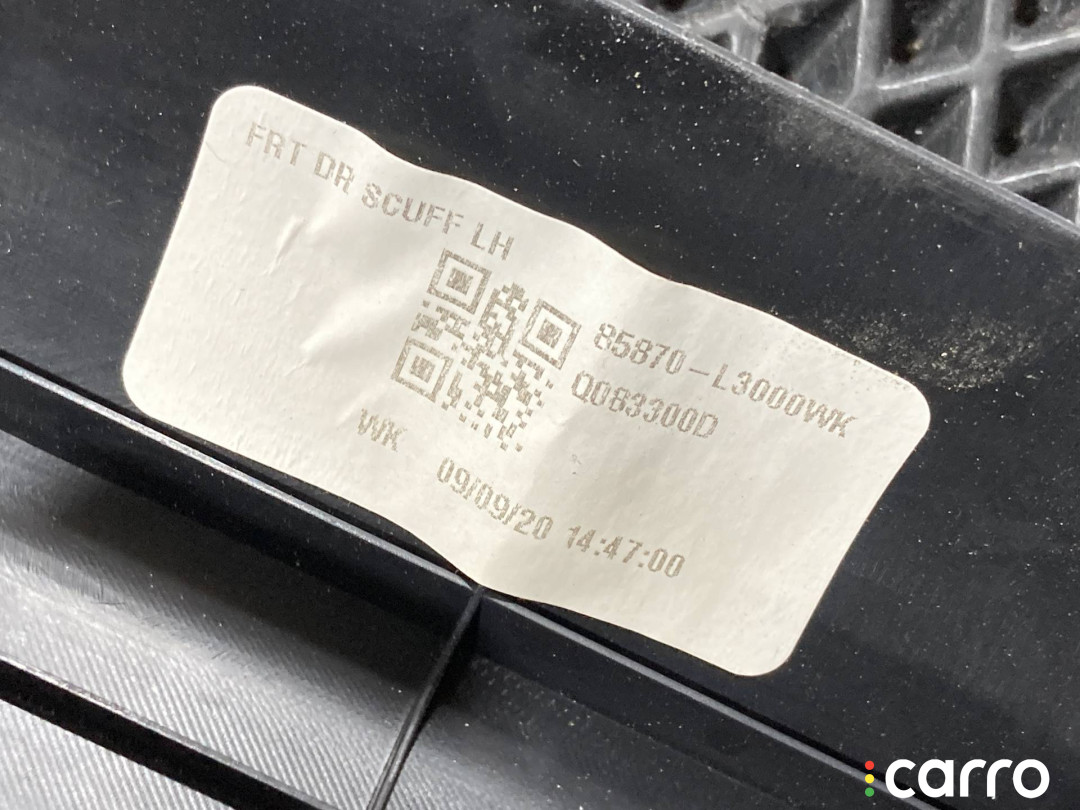 FRT DR SCUFF LH
85870-L3000WK
Q083300D
WK
09/09/20 14:47:00
carro